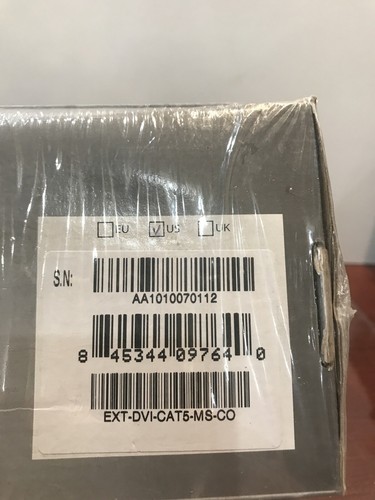 EU US UK
S.N:
AA1010070112
8 45344 09764 0
EXT-DVI-CAT5-MS-CO